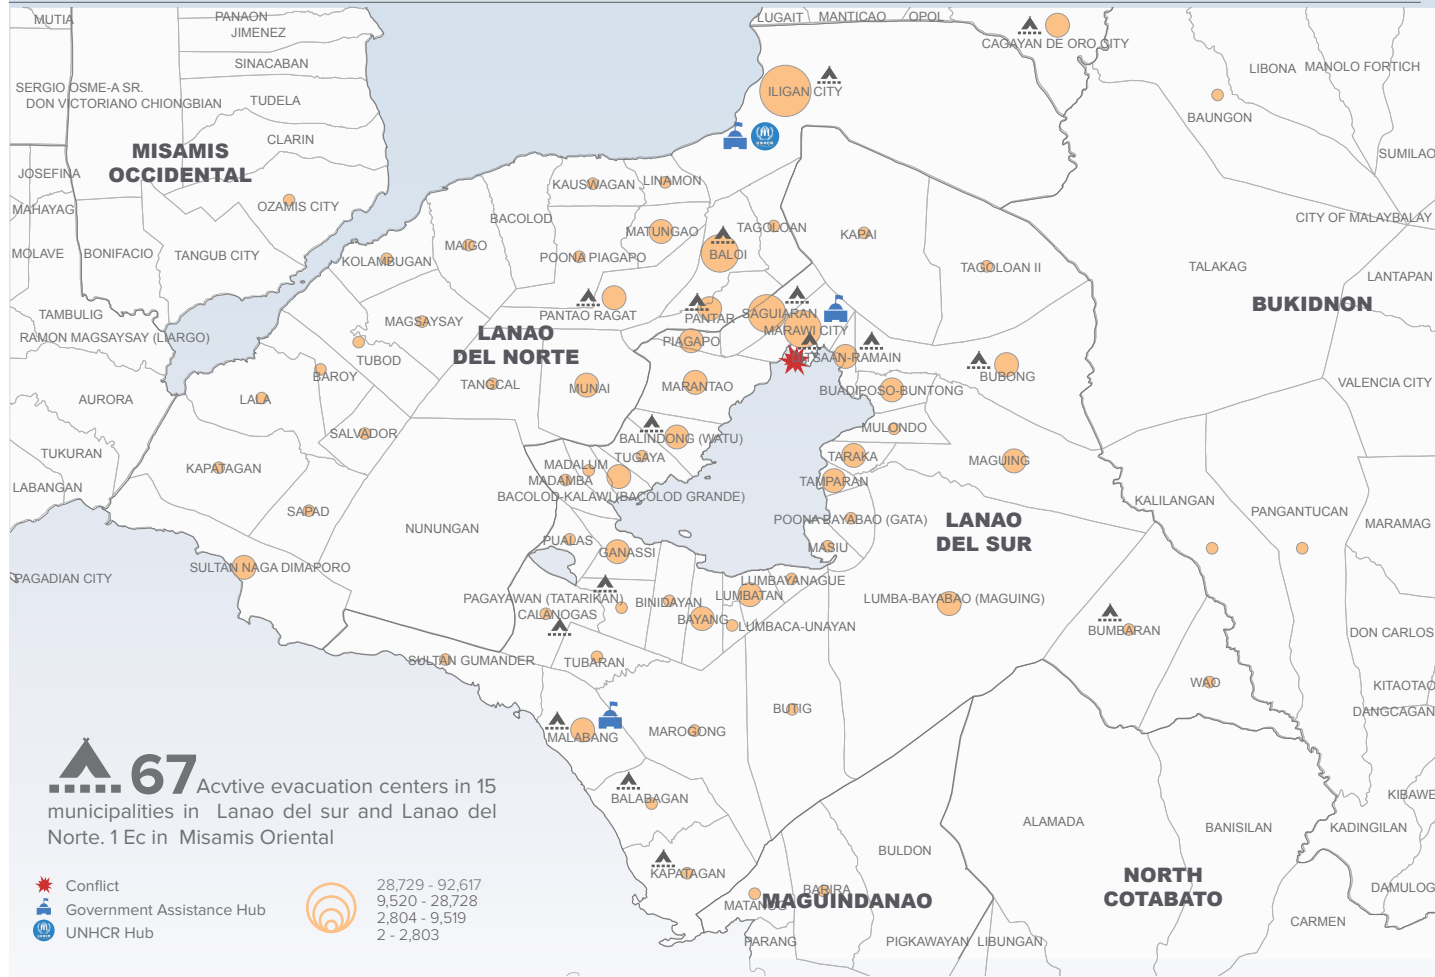 MUTIA
PANAON
JIMENEZ
SINACABAN
SERGIO OSME-A SR.
DON VICTORIANO CHIONGBIAN
TUDELA
CLARIN
MISAMIS
OCCIDENTAL
JOSEFINA
MAHAYAG
OZAMIS CITY
MOLAVE
BONIFACIO
TANGUB CITY
TAMBULIG
RAMON MAGSAYSAY (LIARGO)
AURORA
TUKURAN
LABANGAN
PAGADIAN CITY
LUGAIT
MANTICAO
OPOL
CAGAYAN DE ORO CITY
ILIGAN CITY
UNHCR
LIBONA
MANOLO FORTICH
BAUNGON
SUMILAO
CITY OF MALAYBALAY
TALAKAG
LANTAPAN
BUKIDNON
VALENCIA CITY
KAUSWAGAN
LINAMON
BACOLOD
MATUNGAO
TAGOLOAN
KAPAI
MAIGO
KOLAMBUGAN
POONA PIAGAPO
BALOI
TAGOLOAN II
PANTAO RAGAT
PANTAR
SAGUIARAN
MARAWI CITY
MAGSAYSAY
LANAO
DEL NORTE
PIAGAPO
TUBOD
BAROY
TANGCAL
MUNAI
MARANTAO
BUBONG
BUADIPOSO-BUNTONG
LALA
SALVADOR
BALINDONG (WATU)
MULONDO
TUGAYA
TARAKA
MAGUING
KAPATAGAN
MADALUM
MADAMBA
TAMPARAN
BACOLOD-KALAWI (BACOLOD GRANDE)
KALILANGAN
PANGANTUCAN
MARAMAG
SAPAD
NUNUNGAN
POONA BAYABAO (GATA)
LANAO
DEL SUR
PUALAS
GANASSI
MASIU
SULTAN NAGA DIMAPORO
LUMBAYANAGUE
PAGAYAWAN (TATARIKAN)
BINIDAYAN
LUMBATAN
LUMBA-BAYABAO (MAGUING)
CALANOGAS
BAYANG
LUMBACA-UNAYAN
BUMBARAN
DON CARLOS
SULTAN GUMANDER
TUBARAN
WAO
KITAOTAO
DANGCAGAN
BUTIG
MALABANG
MAROGONG
BALABAGAN
KIBAWE
ALAMADA
BANISILAN
KADINGILAN
BULDON
KAPATAGAN
NORTH
COTABATO
DAMULOG
BARIRA
MAGUINDANAO
CARMEN
PARANG
PIGKAWAYAN
LIBUNGAN
67 Acvtive evacuation centers in 15
municipalities in Lanao del sur and Lanao del
Norte. 1 Ec in Misamis Oriental
Conflict
Government Assistance Hub
UNHCR Hub
28,729 - 92,617
9,520 - 28,728
2,804 - 9,519
2 - 2,803